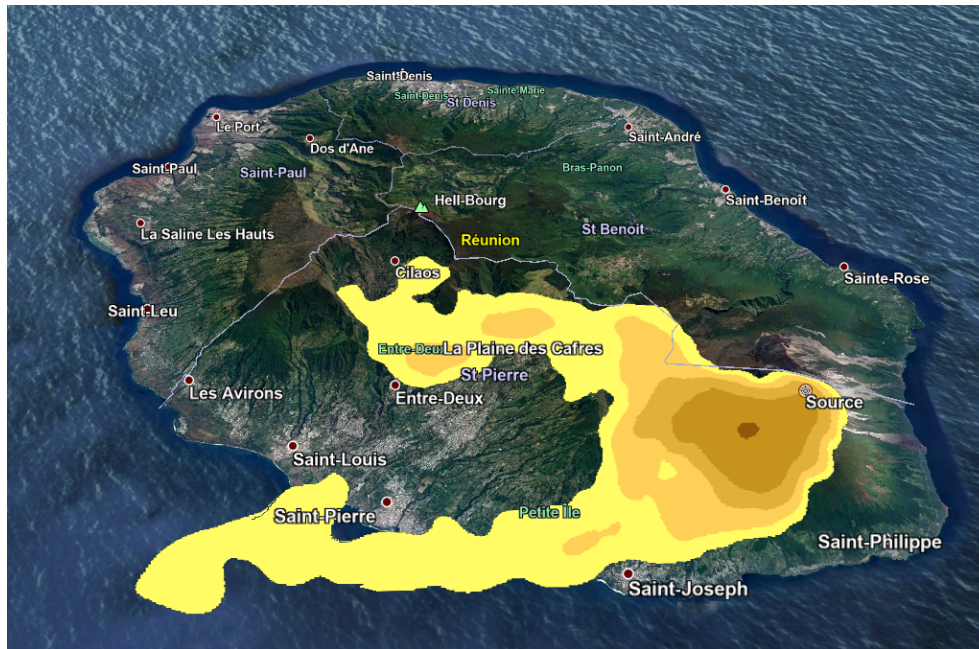 Saint-Denis
Saint-Denis
Sainte Marie
St Denis
Le Port
Saint-André
Dos d'Ane
Saint-Paul
Saint-Paul
Bras-Panon
Hell-Bourg
Saint-Benoit
La Saline Les Hauts
St Benoit
Réunion
Cilaos
Sainte-Rose
Saint-Leu
Entre-Deux
La Plaine des Cafres
St Pierre
Les Avirons
Entre-Deux
Source
Saint-Louis
Saint-Pierre
Petite Île
Saint-Philippe
Saint-Joseph